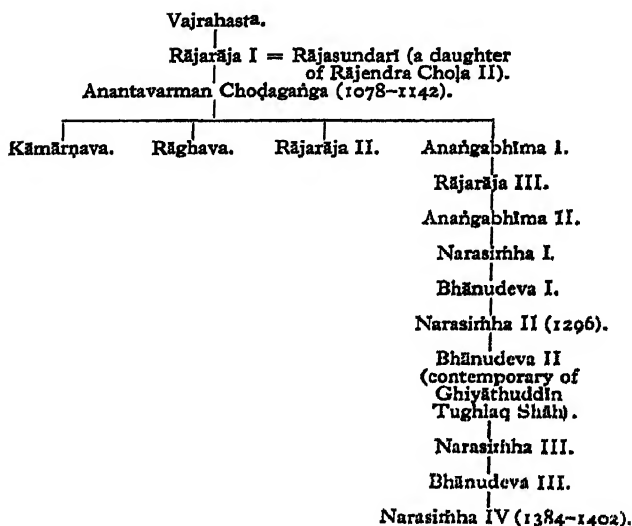 Vajrahasta.
Rājarāja I = Rājasundarī (a daughter
of Rājendra Choḷa II).
Anantavarman Choḍagaṅga (1078–1142).
Kāmārṇava. Rāghava. Rājarāja II. Anaṅgabhīma I.
Rājarāja III.
Anaṅgabhīma II.
Narasiṁha I.
Bhānudeva I.
Narasiṁha II (1296).
Bhānudeva II
(contemporary of
Ghiyāthuddīn
Tughlaq Shāh).
Narasiṁha III.
Bhānudeva III.
Narasiṁha IV (1384–1402).